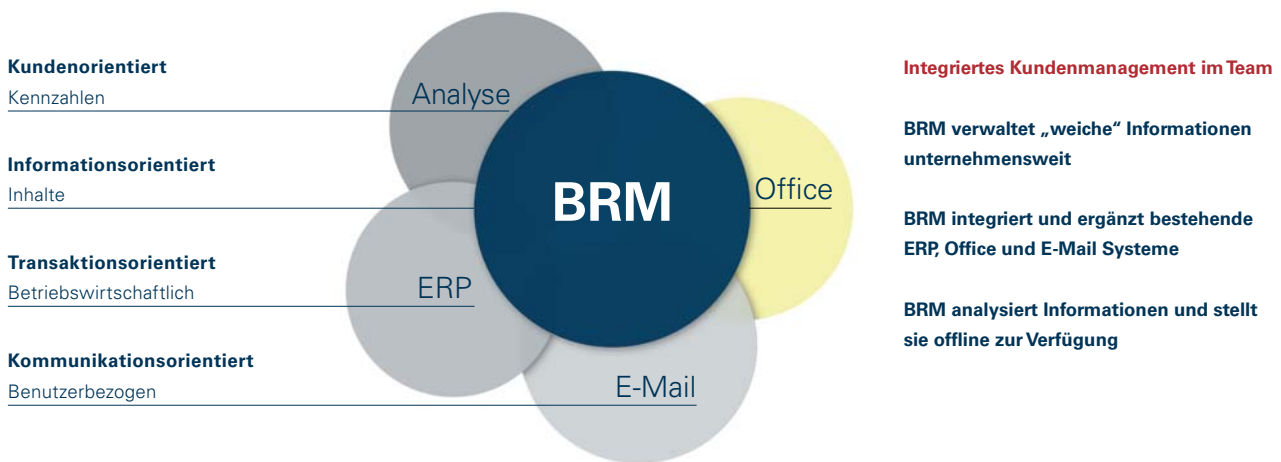 Kundenorientiert
Kennzahlen
Analyse
Informationsorientiert
Inhalte
BRM
Office
Transaktionsorientiert
Betriebswirtschaftlich
ERP
Kommunikationsorientiert
Benutzerbezogen
E-Mail
Integriertes Kundenmanagement im Team
BRM verwaltet „weiche“ Informationen
unternehmensweit
BRM integriert und ergänzt bestehende
ERP, Office und E-Mail Systeme
BRM analysiert Informationen und stellt
sie offline zur Verfügung